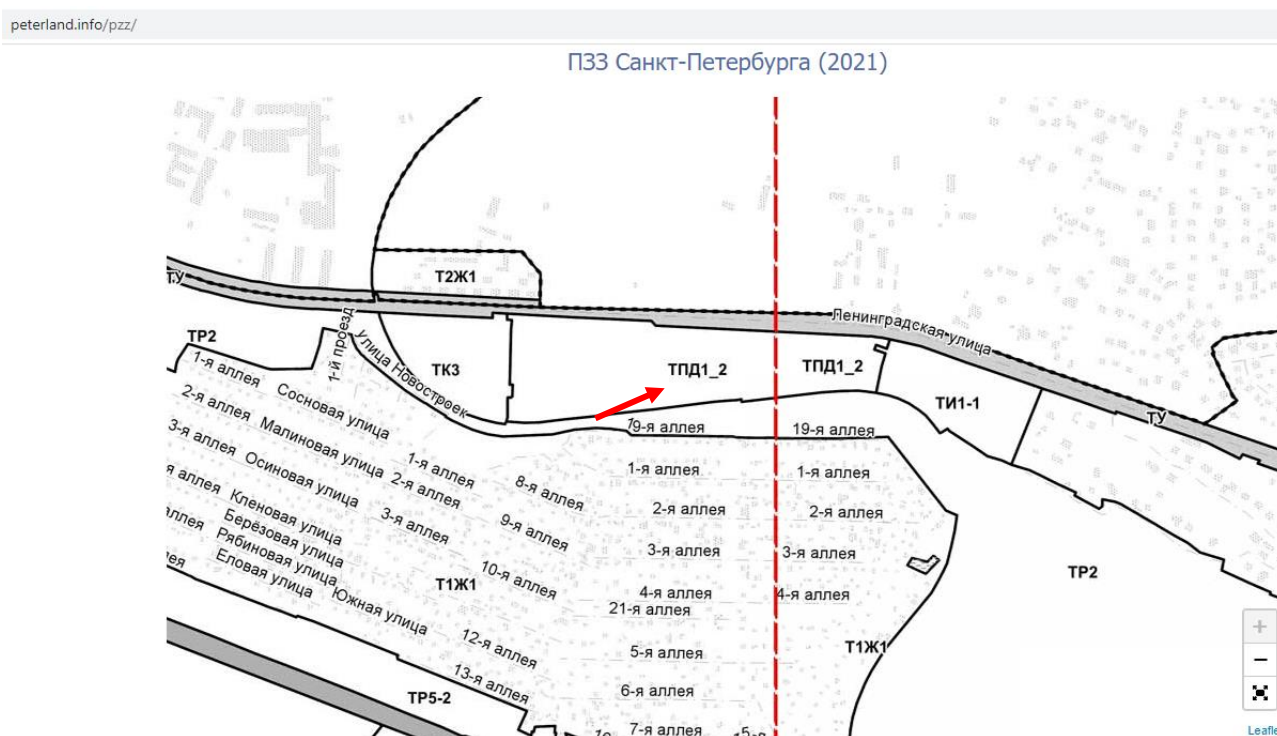 peterland.info/pzz/
ПЗЗ Санкт-Петербурга (2021)
Т2Ж1
ТУ
Ленинградская улица
ТР2
1-й проезд
улица Новостроек
ТК3
ТПД1_2
ТПД1_2
ТИ1-1
ТУ
1-я аллея
Сосновая улица
2-я аллея
Малиновая улица
3-я аллея
Осиновая улица
19-я аллея
19-я аллея
1-я аллея
2-я аллея
3-я аллея
8-я аллея
9-я аллея
10-я аллея
1-я аллея
1-я аллея
2-я аллея
2-я аллея
3-я аллея
3-я аллея
я аллея
Кленовая улица
Берёзовая улица
Рябиновая улица
Еловая улица
Южная улица
Т1Ж1
4-я аллея
4-я аллея
21-я аллея
ТР2
12-я аллея
5-я аллея
Т1Ж1
13-я аллея
6-я аллея
ТР5-2
7-я аллея
+
−
Leafle